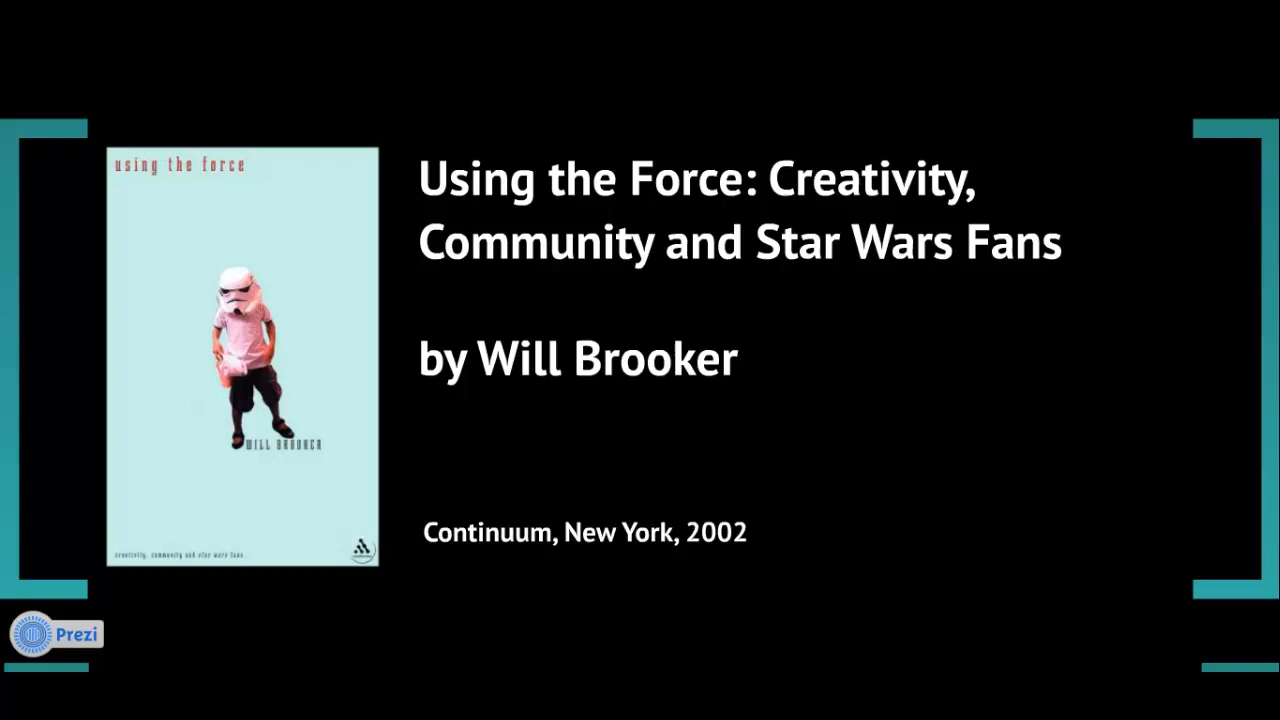 using the force
WILL BROOKER
creativity, community and star wars fans
Using the Force: Creativity,
Community and Star Wars Fans
by Will Brooker
Continuum, New York, 2002
Prezi